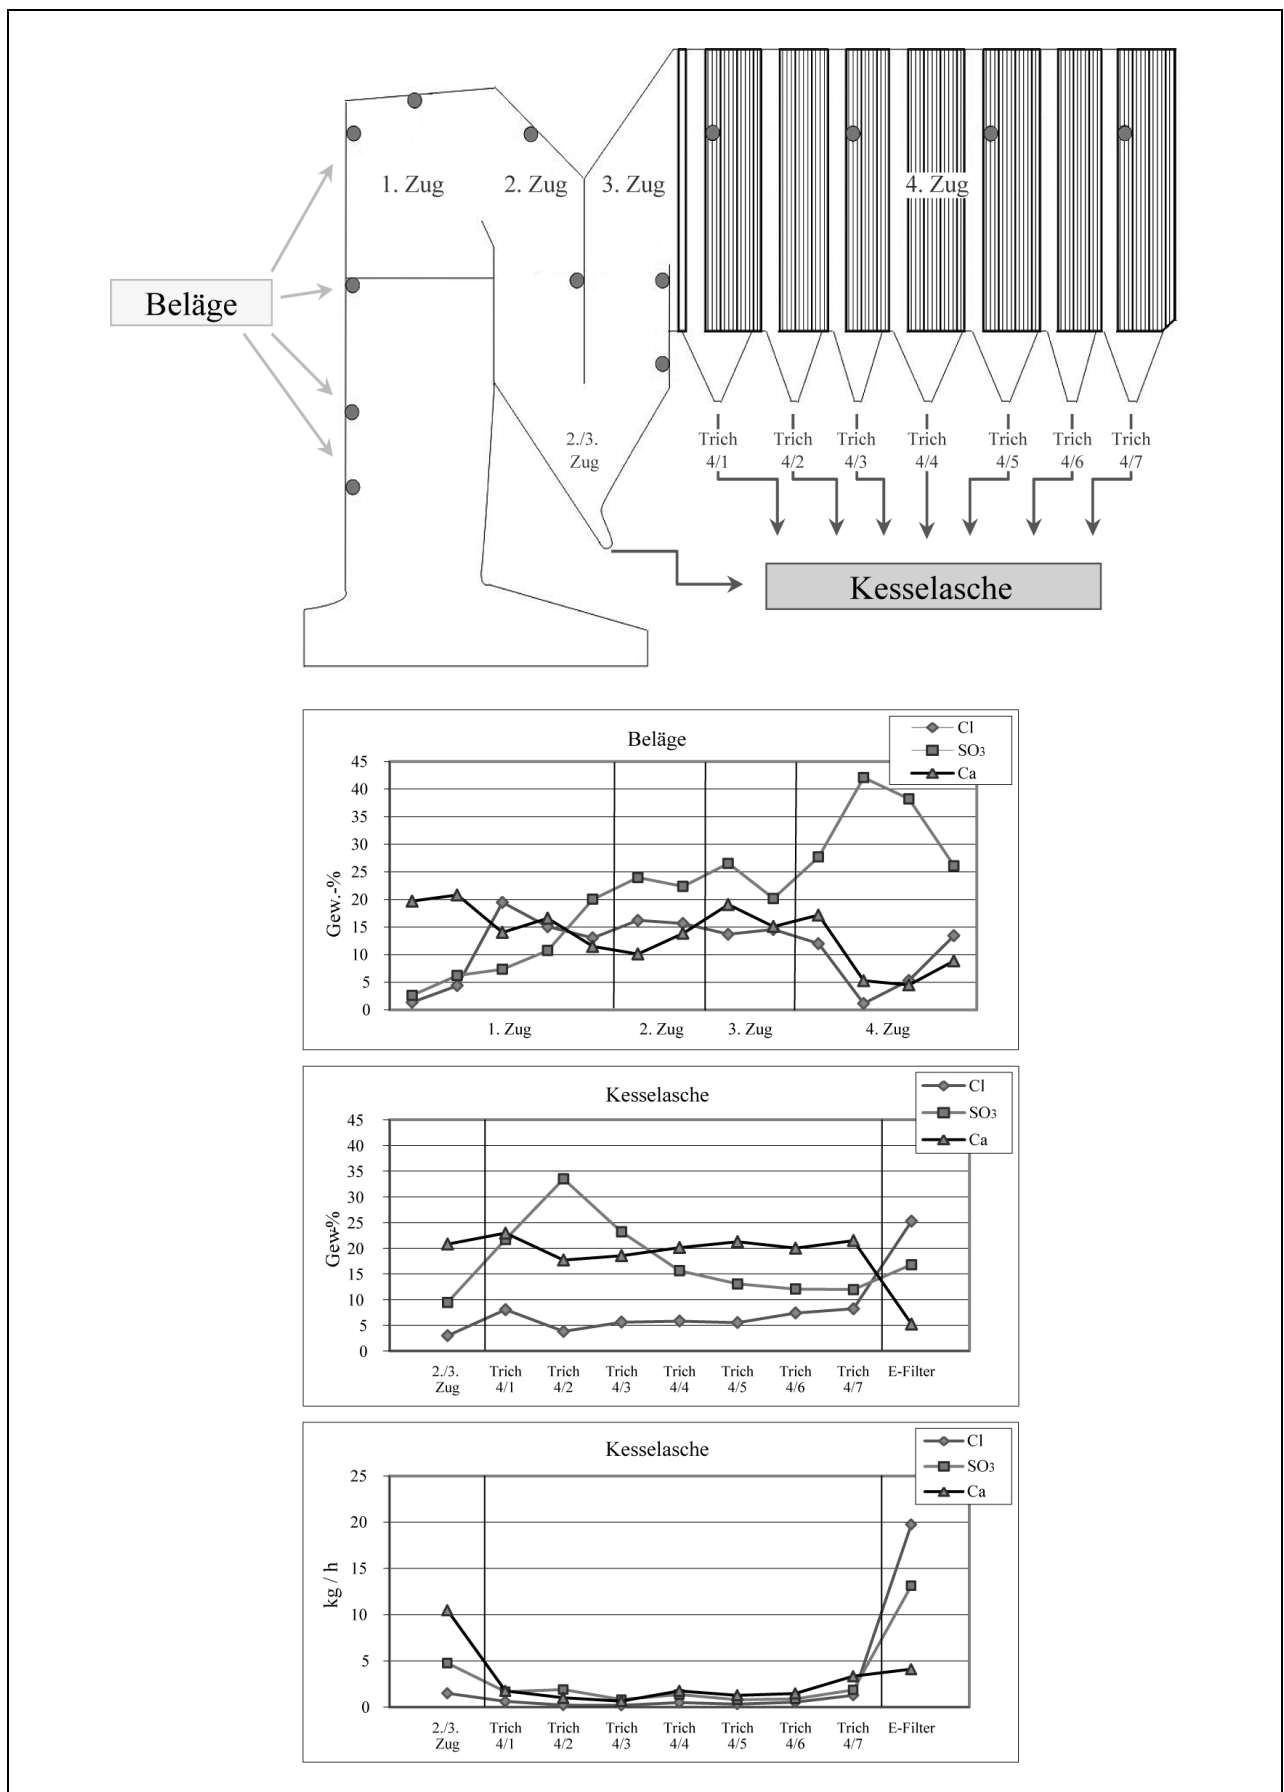 1. Zug
2. Zug
3. Zug
4. Zug
Beläge
2./3.
Zug
Trich
4/1
Trich
4/2
Trich
4/3
Trich
4/4
Trich
4/5
Trich
4/6
Trich
4/7
Kesselasche
Beläge
Cl
SO₃
Ca
Gew.-%
45
40
35
30
25
20
15
10
5
0
1. Zug
2. Zug
3. Zug
4. Zug
Kesselasche
Cl
SO₃
Ca
Gew-%
45
40
35
30
25
20
15
10
5
0
2./3.
Zug
Trich
4/1
Trich
4/2
Trich
4/3
Trich
4/4
Trich
4/5
Trich
4/6
Trich
4/7
E-Filter
Kesselasche
Cl
SO₃
Ca
kg / h
25
20
15
10
5
0
2./3.
Zug
Trich
4/1
Trich
4/2
Trich
4/3
Trich
4/4
Trich
4/5
Trich
4/6
Trich
4/7
E-Filter